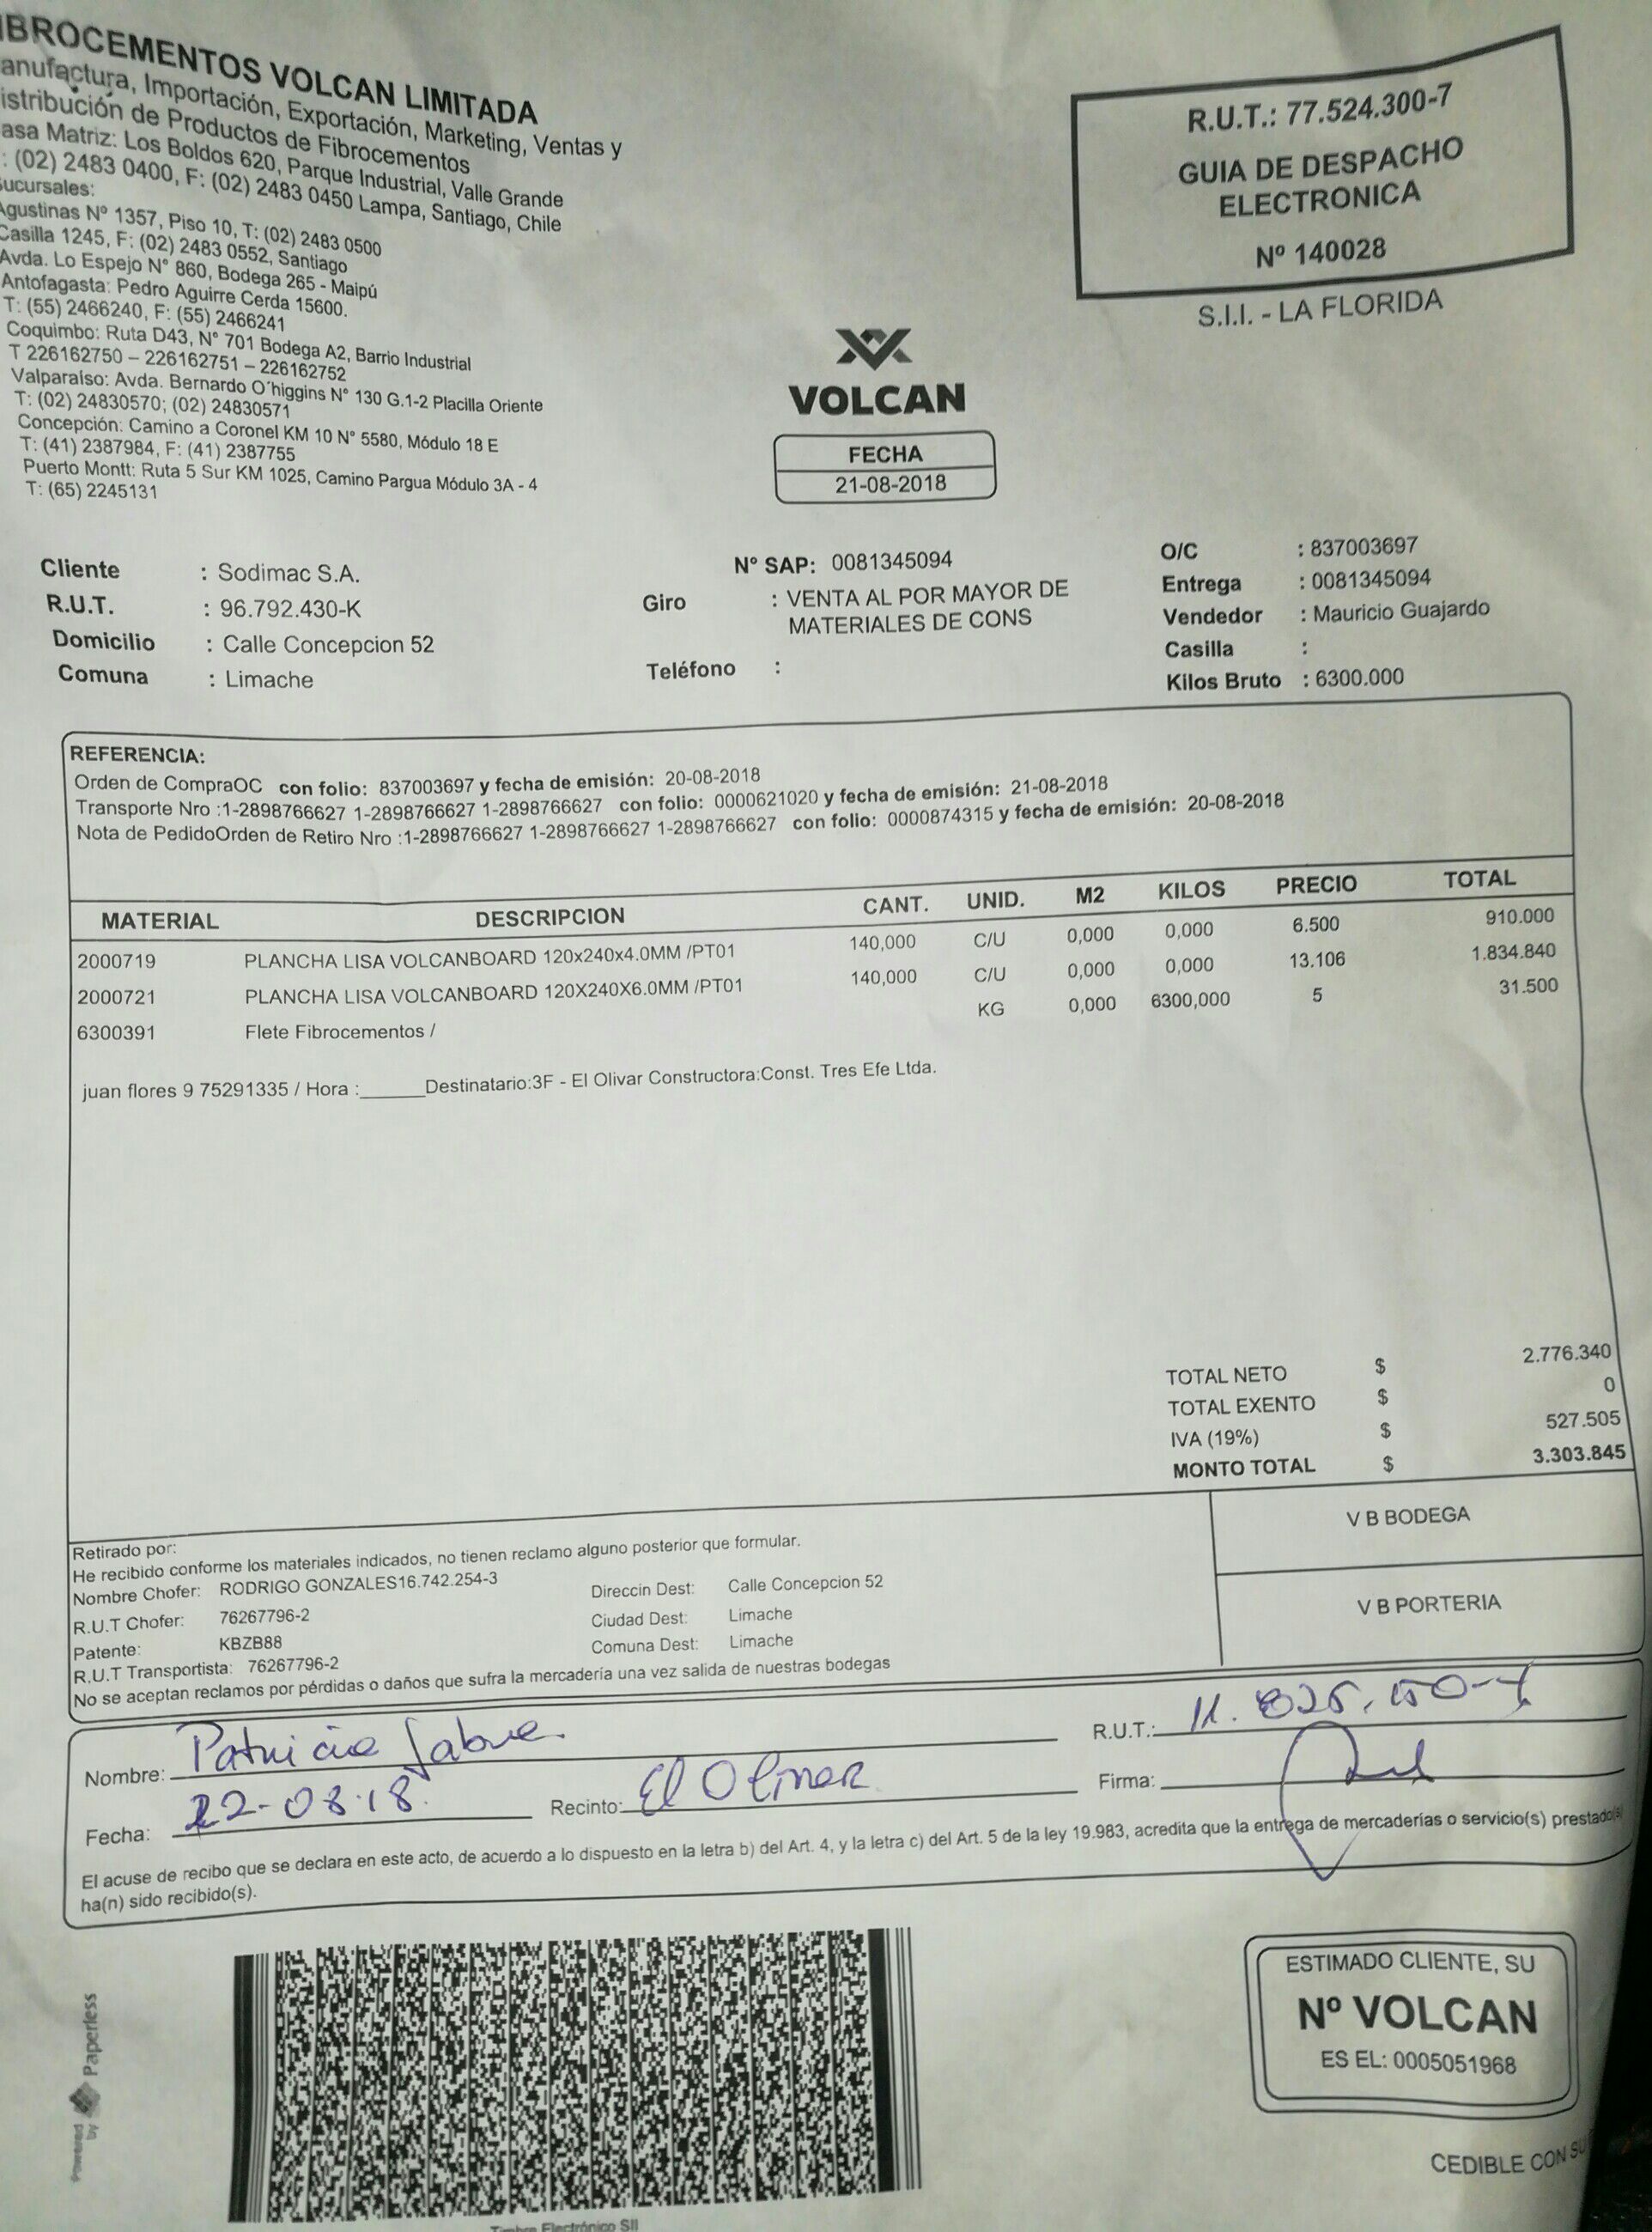 IBROCEMENTOS VOLCAN LIMITADA
anufactura, Importación, Exportación, Marketing, Ventas y
istribución de Productos de Fibrocementos
asa Matriz: Los Boldos 620, Parque Industrial, Valle Grande
: (02) 2483 0400, F: (02) 2483 0450 Lampa, Santiago, Chile
ucursales:
Agustinas Nº 1357, Piso 10, T: (02) 2483 0500
Casilla 1245, F: (02) 2483 0552, Santiago
Avda. Lo Espejo N° 860, Bodega 265 - Maipú
Antofagasta: Pedro Aguirre Cerda 15600.
T: (55) 2466240, F: (55) 2466241
Coquimbo: Ruta D43, N° 701 Bodega A2, Barrio Industrial
T 226162750 – 226162751 – 226162752
Valparaíso: Avda. Bernardo O´higgins N° 130 G.1-2 Placilla Oriente
T: (02) 24830570; (02) 24830571
Concepción: Camino a Coronel KM 10 N° 5580, Módulo 18 E
T: (41) 2387984, F: (41) 2387755
Puerto Montt: Ruta 5 Sur KM 1025, Camino Pargua Módulo 3A - 4
T: (65) 2245131
R.U.T.: 77.524.300-7
GUIA DE DESPACHO
ELECTRONICA
Nº 140028
S.I.I. - LA FLORIDA
VOLCAN
FECHA
21-08-2018
Cliente : Sodimac S.A.
R.U.T. : 96.792.430-K
Domicilio : Calle Concepcion 52
Comuna : Limache
Nº SAP: 0081345094
Giro : VENTA AL POR MAYOR DE
MATERIALES DE CONS
Teléfono :
O/C : 837003697
Entrega : 0081345094
Vendedor : Mauricio Guajardo
Casilla :
Kilos Bruto : 6300.000
REFERENCIA:
Orden de CompraOC con folio: 837003697 y fecha de emisión: 20-08-2018
Transporte Nro :1-2898766627 1-2898766627 1-2898766627 con folio: 0000621020 y fecha de emisión: 21-08-2018
Nota de PedidoOrden de Retiro Nro :1-2898766627 1-2898766627 1-2898766627 con folio: 0000874315 y fecha de emisión: 20-08-2018
MATERIAL DESCRIPCION CANT. UNID. M2 KILOS PRECIO TOTAL
2000719 PLANCHA LISA VOLCANBOARD 120x240x4.0MM /PT01 140,000 C/U 0,000 0,000 6.500 910.000
2000721 PLANCHA LISA VOLCANBOARD 120X240X6.0MM /PT01 140,000 C/U 0,000 0,000 13.106 1.834.840
6300391 Flete Fibrocementos / KG 0,000 6300,000 5 31.500
juan flores 9 75291335 / Hora :______Destinatario:3F - El Olivar Constructora:Const. Tres Efe Ltda.
TOTAL NETO $ 2.776.340
TOTAL EXENTO $ 0
IVA (19%) $ 527.505
MONTO TOTAL $ 3.303.845
V B BODEGA
V B PORTERIA
Retirado por:
He recibido conforme los materiales indicados, no tienen reclamo alguno posterior que formular.
Nombre Chofer: RODRIGO GONZALES16.742.254-3 Direccin Dest: Calle Concepcion 52
R.U.T Chofer: 76267796-2 Ciudad Dest: Limache
Patente: KBZB88 Comuna Dest: Limache
R.U.T Transportista: 76267796-2
No se aceptan reclamos por pérdidas o daños que sufra la mercadería una vez salida de nuestras bodegas
Nombre: Patricia R.U.T.: 11.
Fecha: 22-08-18. Recinto: El Firma:
El acuse de recibo que se declara en este acto, de acuerdo a lo dispuesto en la letra b) del Art. 4, y la letra c) del Art. 5 de la ley 19.983, acredita que la entrega de mercaderías o servicio(s) prestado(s)
ha(n) sido recibido(s).
Powered by Paperless
ESTIMADO CLIENTE, SU
Nº VOLCAN
ES EL: 0005051968
CEDIBLE CON SU
Timbre Electrónico SII